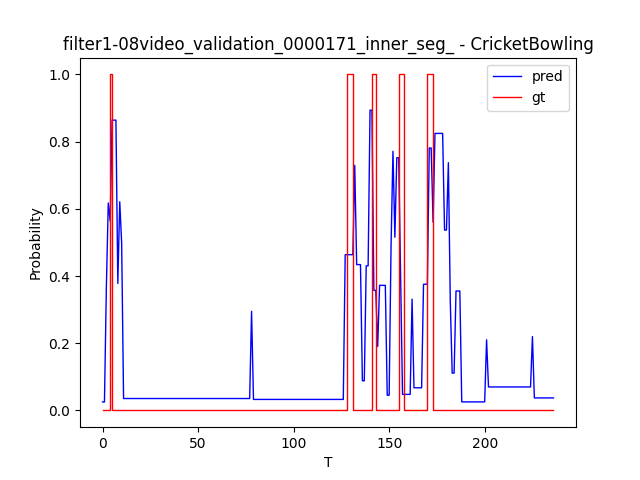 filter1-08video_validation_0000171_inner_seg_ - CricketBowling
pred
gt
1.0
0.8
0.6
0.4
0.2
0.0
Probability
0
50
100
150
200
T